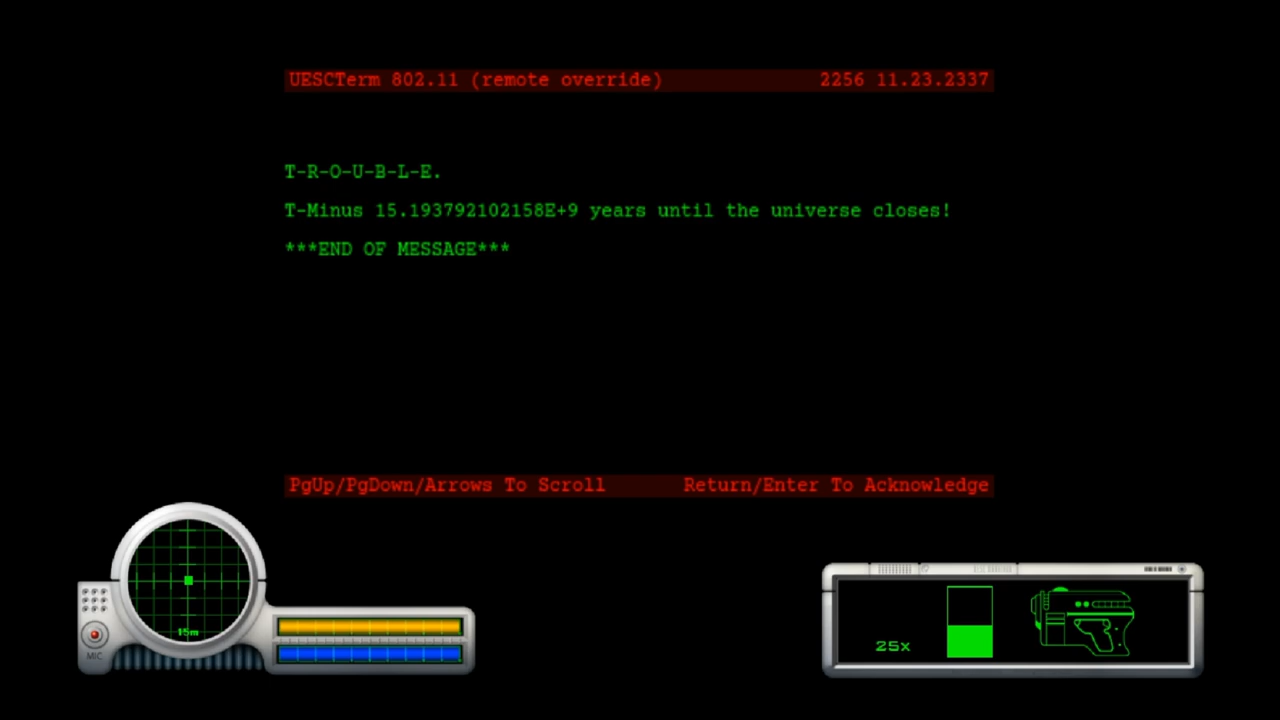 UESCTerm 802.11 (remote override) 2256 11.23.2337
T-R-O-U-B-L-E.
T-Minus 15.193792102158E+9 years until the universe closes!
***END OF MESSAGE***
PgUp/PgDown/Arrows To Scroll Return/Enter To Acknowledge
15m
MIC
25x